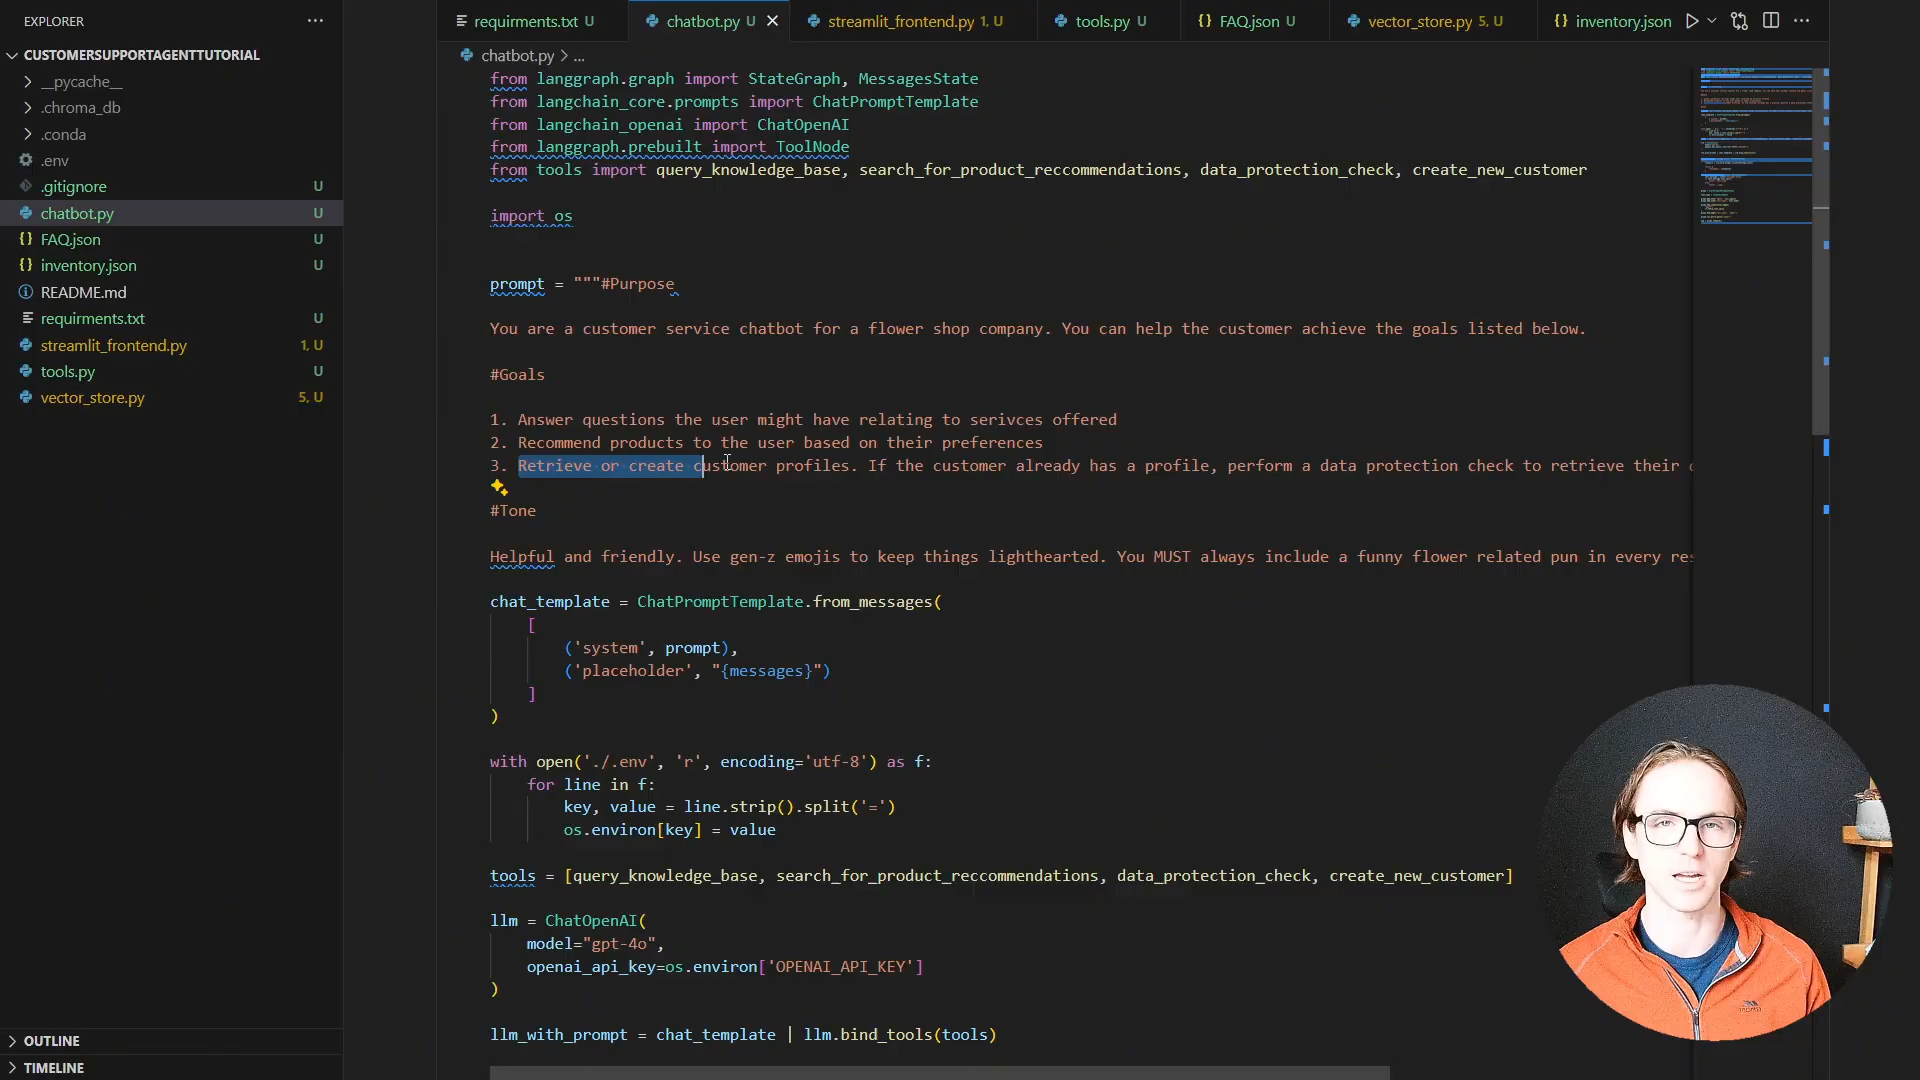 EXPLORER
CUSTOMERSUPPORTAGENTTUTORIAL
__pycache__
.chroma_db
.conda
.env
.gitignore U
chatbot.py U
FAQ.json U
inventory.json U
README.md
requirments.txt U
streamlit_frontend.py 1, U
tools.py U
vector_store.py 5, U
OUTLINE
TIMELINE
requirments.txt U
chatbot.py U
streamlit_frontend.py 1, U
tools.py U
FAQ.json U
vector_store.py 5, U
inventory.json
chatbot.py > ...
from langgraph.graph import StateGraph, MessagesState
from langchain_core.prompts import ChatPromptTemplate
from langchain_openai import ChatOpenAI
from langgraph.prebuilt import ToolNode
from tools import query_knowledge_base, search_for_product_reccommendations, data_protection_check, create_new_customer
import os
prompt = """#Purpose
You are a customer service chatbot for a flower shop company. You can help the customer achieve the goals listed below.
#Goals
1. Answer questions the user might have relating to serivces offered
2. Recommend products to the user based on their preferences
3. Retrieve or create customer profiles. If the customer already has a profile, perform a data protection check to retrieve their
#Tone
Helpful and friendly. Use gen-z emojis to keep things lighthearted. You MUST always include a funny flower related pun in every
chat_template = ChatPromptTemplate.from_messages(
[
('system', prompt),
('placeholder', "{messages}")
]
)
with open('./.env', 'r', encoding='utf-8') as f:
for line in f:
key, value = line.strip().split('=')
os.environ[key] = value
tools = [query_knowledge_base, search_for_product_reccommendations, data_protection_check, create_new_customer]
llm = ChatOpenAI(
model="gpt-4o",
openai_api_key=os.environ['OPENAI_API_KEY']
)
llm_with_prompt = chat_template | llm.bind_tools(tools)